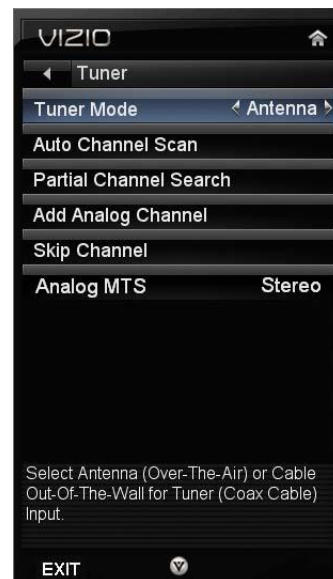 VIZIO
Tuner
Tuner Mode Antenna
Auto Channel Scan
Partial Channel Search
Add Analog Channel
Skip Channel
Analog MTS Stereo
Select Antenna (Over-The-Air) or Cable
Out-Of-The-Wall for Tuner (Coax Cable)
Input.
EXIT